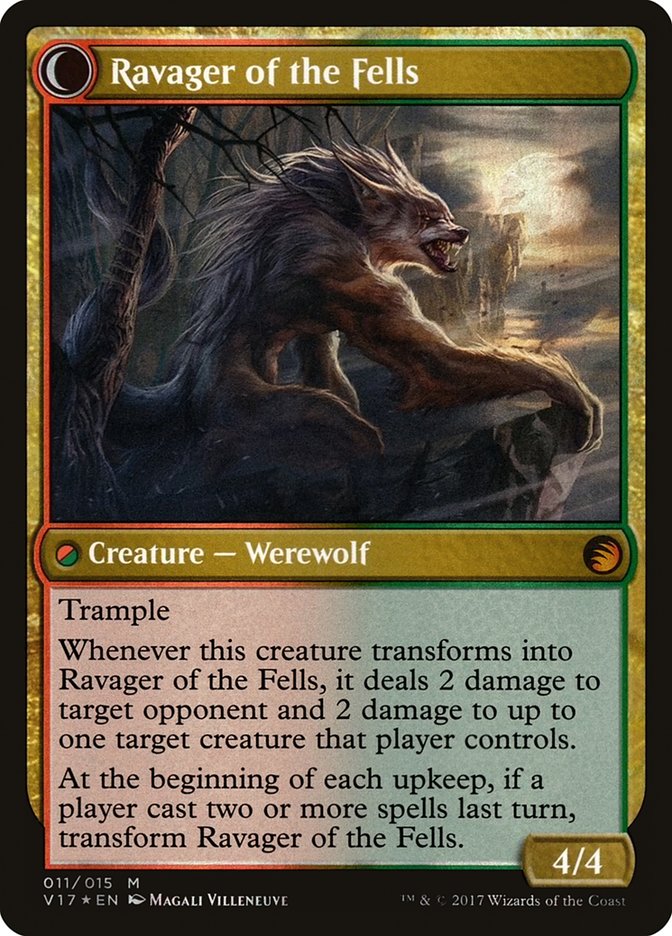 Ravager of the Fells
Creature — Werewolf
Trample
Whenever this creature transforms into
Ravager of the Fells, it deals 2 damage to
target opponent and 2 damage to up to
one target creature that player controls.
At the beginning of each upkeep, if a
player cast two or more spells last turn,
transform Ravager of the Fells.
4/4
011/015 M
V17★EN Magali Villeneuve
™ & © 2017 Wizards of the Coast